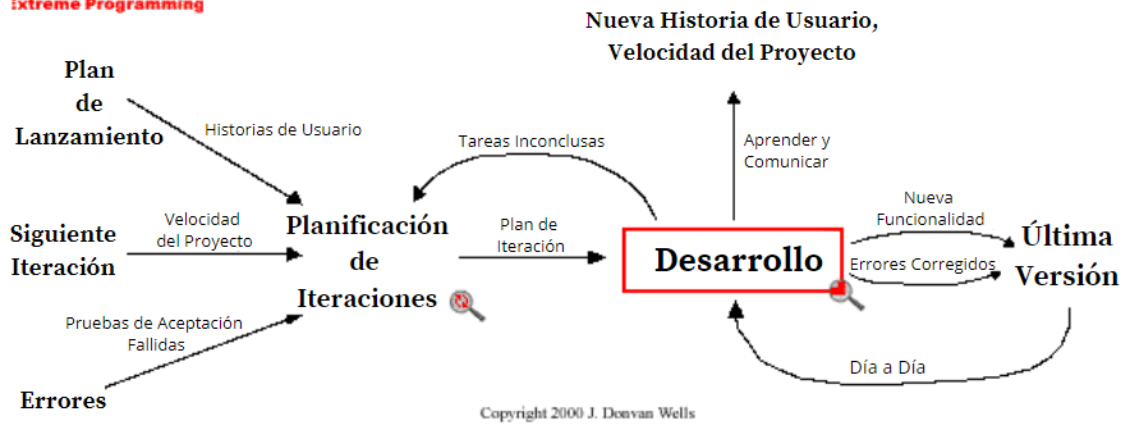 Extreme Programming
Nueva Historia de Usuario,
Velocidad del Proyecto
Plan
de
Lanzamiento
Historias de Usuario
Tareas Inconclusas
Aprender y
Comunicar
Siguiente
Iteración
Velocidad
del Proyecto
Planificación
de
Iteraciones
Plan de
Iteración
Desarrollo
Nueva
Funcionalidad
Errores Corregidos
Última
Versión
Pruebas de Aceptación
Fallidas
Errores
Día a Día
Copyright 2000 J. Donvan Wells